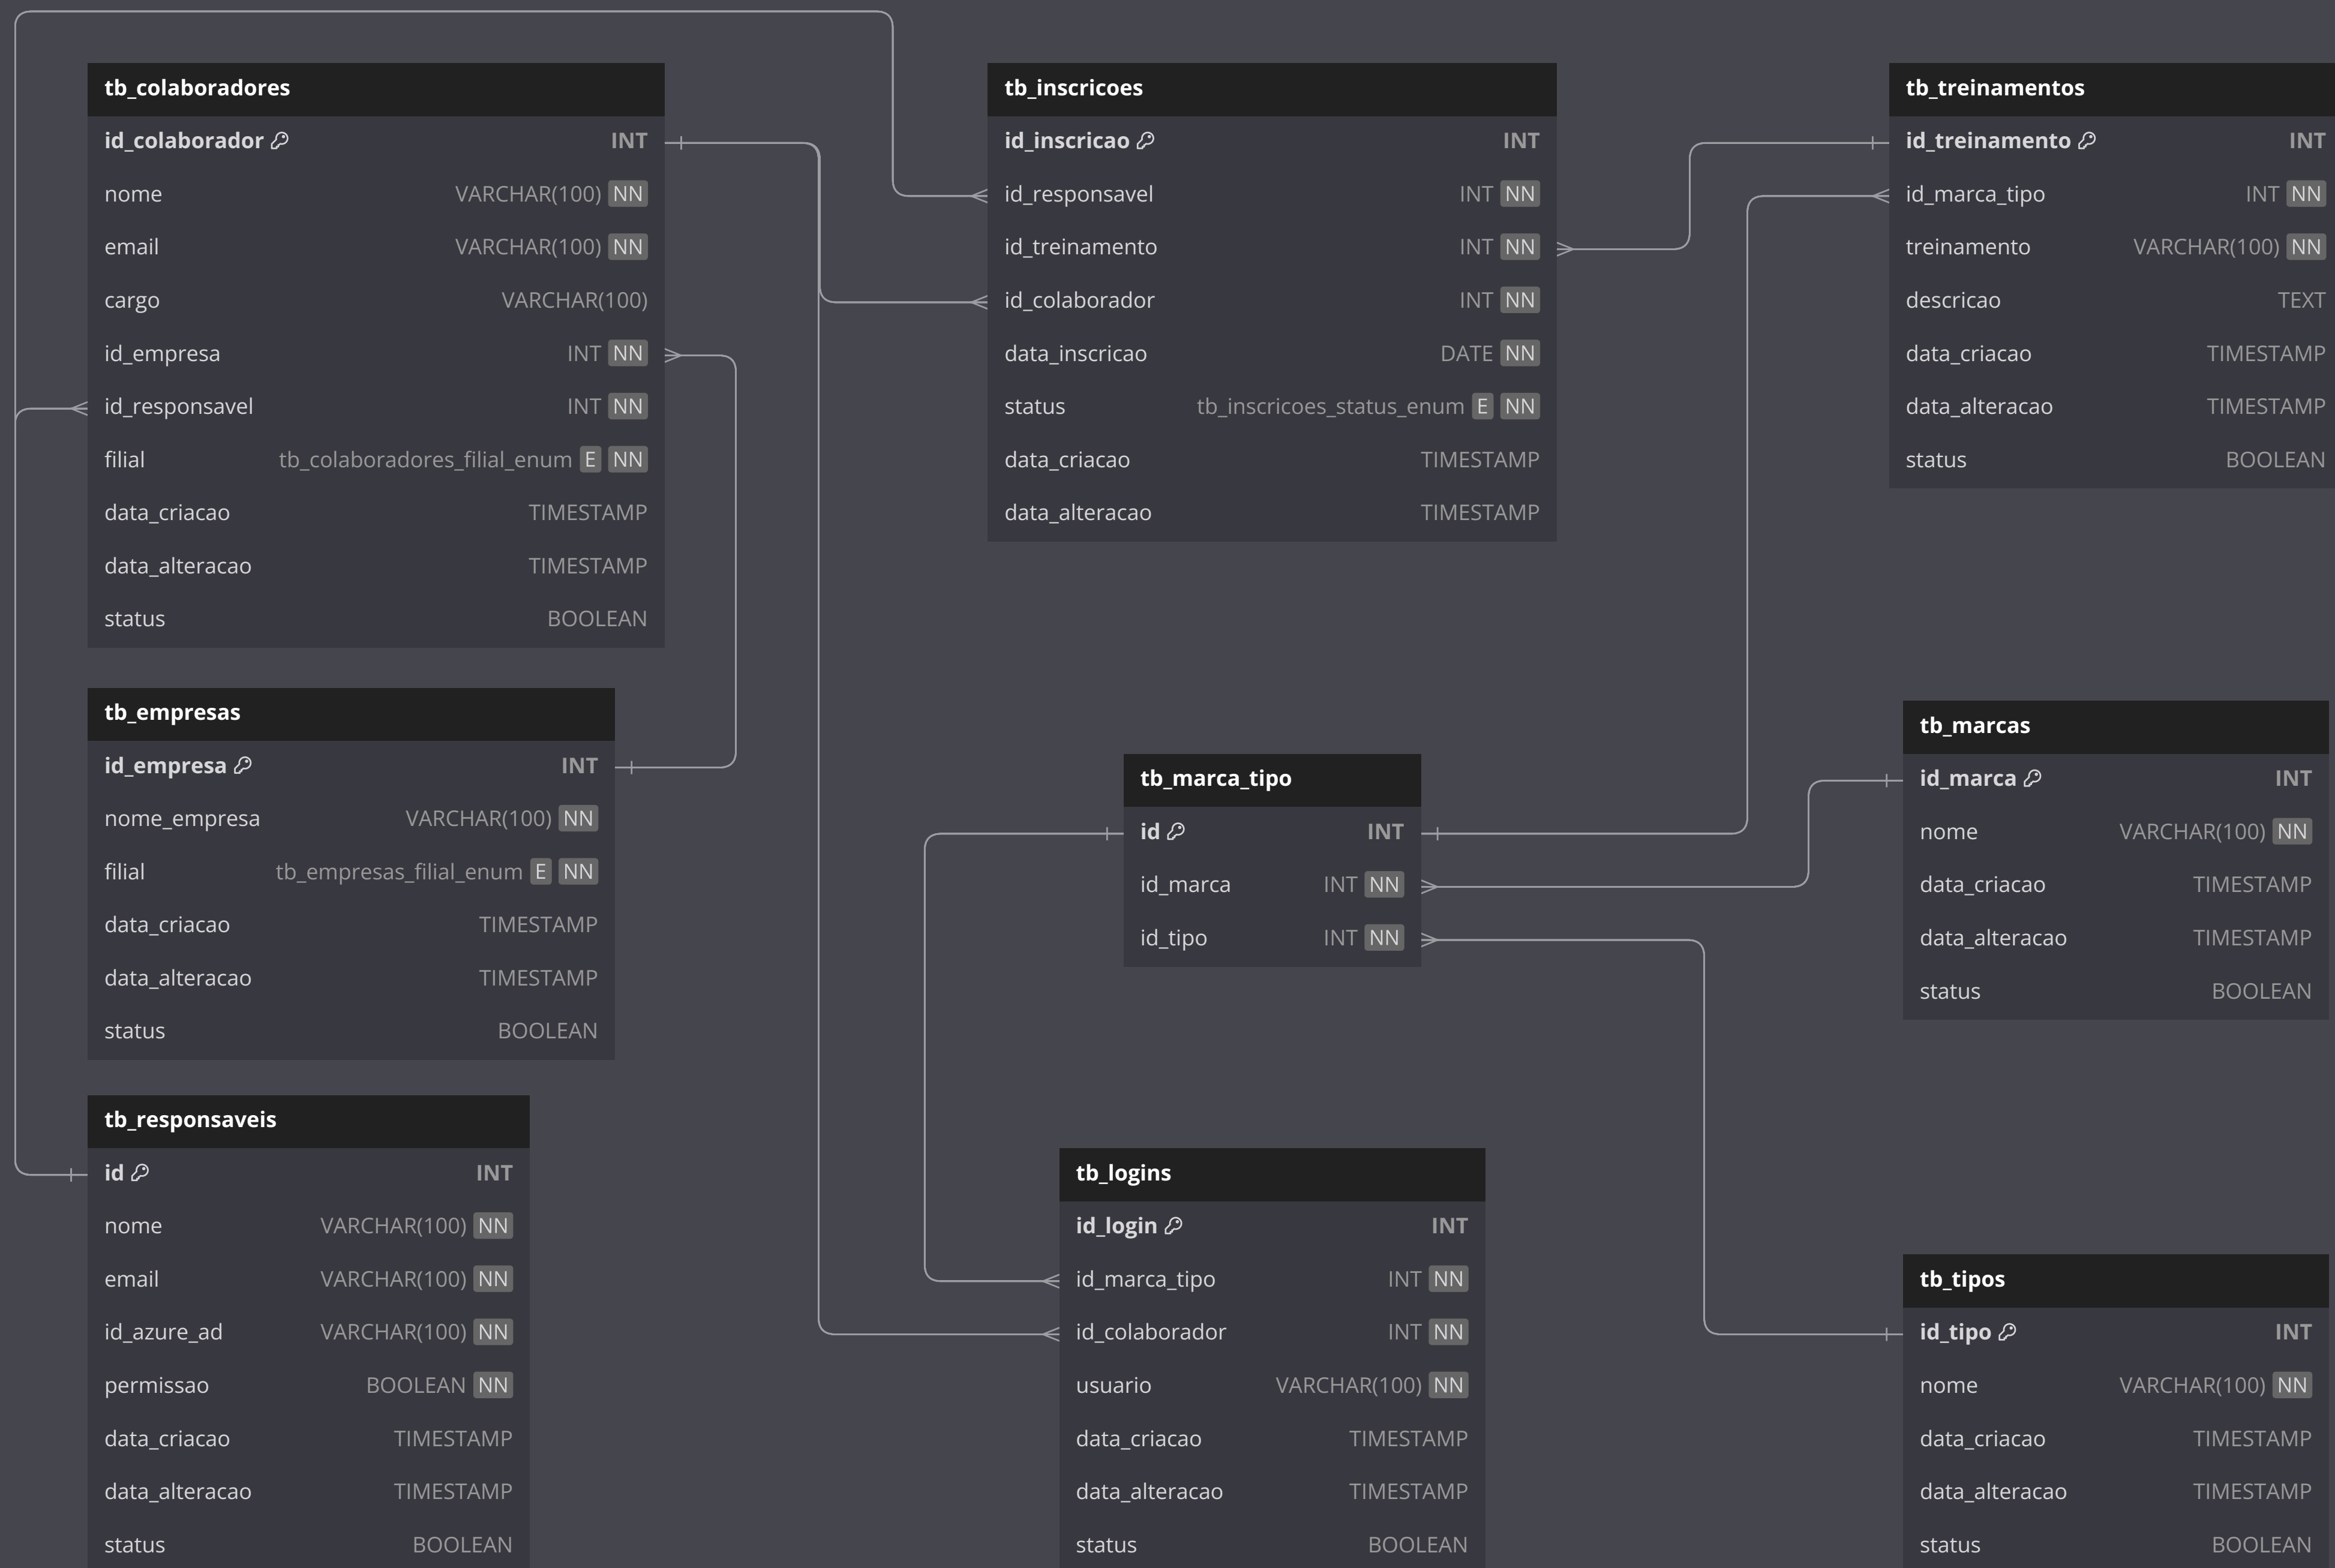 tb_colaboradores
id_colaborador INT
nome VARCHAR(100) NN
email VARCHAR(100) NN
cargo VARCHAR(100)
id_empresa INT NN
id_responsavel INT NN
filial tb_colaboradores_filial_enum E NN
data_criacao TIMESTAMP
data_alteracao TIMESTAMP
status BOOLEAN
tb_inscricoes
id_inscricao INT
id_responsavel INT NN
id_treinamento INT NN
id_colaborador INT NN
data_inscricao DATE NN
status tb_inscricoes_status_enum E NN
data_criacao TIMESTAMP
data_alteracao TIMESTAMP
tb_treinamentos
id_treinamento INT
id_marca_tipo INT NN
treinamento VARCHAR(100) NN
descricao TEXT
data_criacao TIMESTAMP
data_alteracao TIMESTAMP
status BOOLEAN
tb_empresas
id_empresa INT
nome_empresa VARCHAR(100) NN
filial tb_empresas_filial_enum E NN
data_criacao TIMESTAMP
data_alteracao TIMESTAMP
status BOOLEAN
tb_marca_tipo
id INT
id_marca INT NN
id_tipo INT NN
tb_marcas
id_marca INT
nome VARCHAR(100) NN
data_criacao TIMESTAMP
data_alteracao TIMESTAMP
status BOOLEAN
tb_responsaveis
id INT
nome VARCHAR(100) NN
email VARCHAR(100) NN
id_azure_ad VARCHAR(100) NN
permissao BOOLEAN NN
data_criacao TIMESTAMP
data_alteracao TIMESTAMP
status BOOLEAN
tb_logins
id_login INT
id_marca_tipo INT NN
id_colaborador INT NN
usuario VARCHAR(100) NN
data_criacao TIMESTAMP
data_alteracao TIMESTAMP
status BOOLEAN
tb_tipos
id_tipo INT
nome VARCHAR(100) NN
data_criacao TIMESTAMP
data_alteracao TIMESTAMP
status BOOLEAN